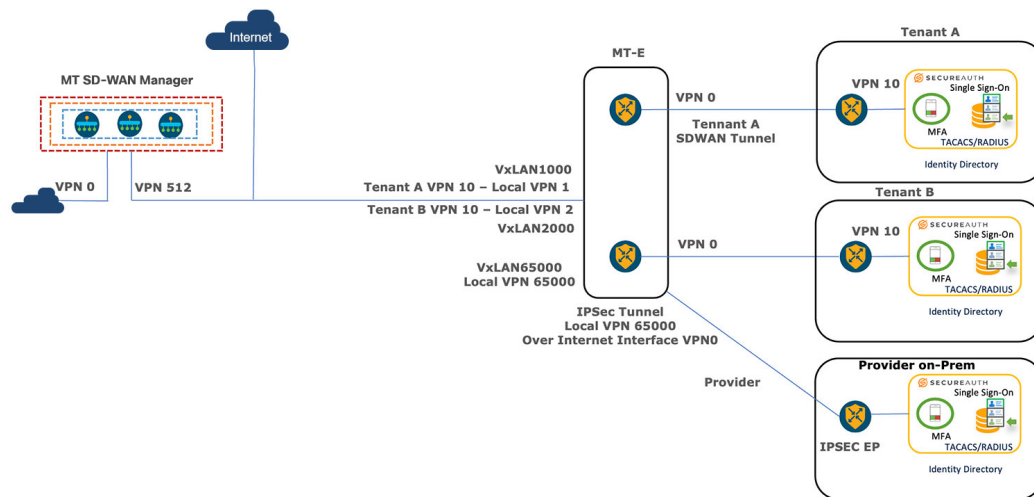 Internet
MT SD-WAN Manager
VPN 0
VPN 512
VxLAN1000
Tenant A VPN 10 – Local VPN 1
Tenant B VPN 10 – Local VPN 2
VxLAN2000
VxLAN65000
Local VPN 65000
MT-E
IPSec Tunnel
Local VPN 65000
Over Internet Interface VPN0
VPN 0
Tennant A
SDWAN Tunnel
VPN 0
Provider
Tenant A
VPN 10
SECUREAUTH
Single Sign-On
MFA
TACACS/RADIUS
Identity Directory
Tenant B
VPN 10
SECUREAUTH
Single Sign-On
MFA
TACACS/RADIUS
Identity Directory
Provider on-Prem
SECUREAUTH
Single Sign-On
MFA
TACACS/RADIUS
IPSEC EP
Identity Directory